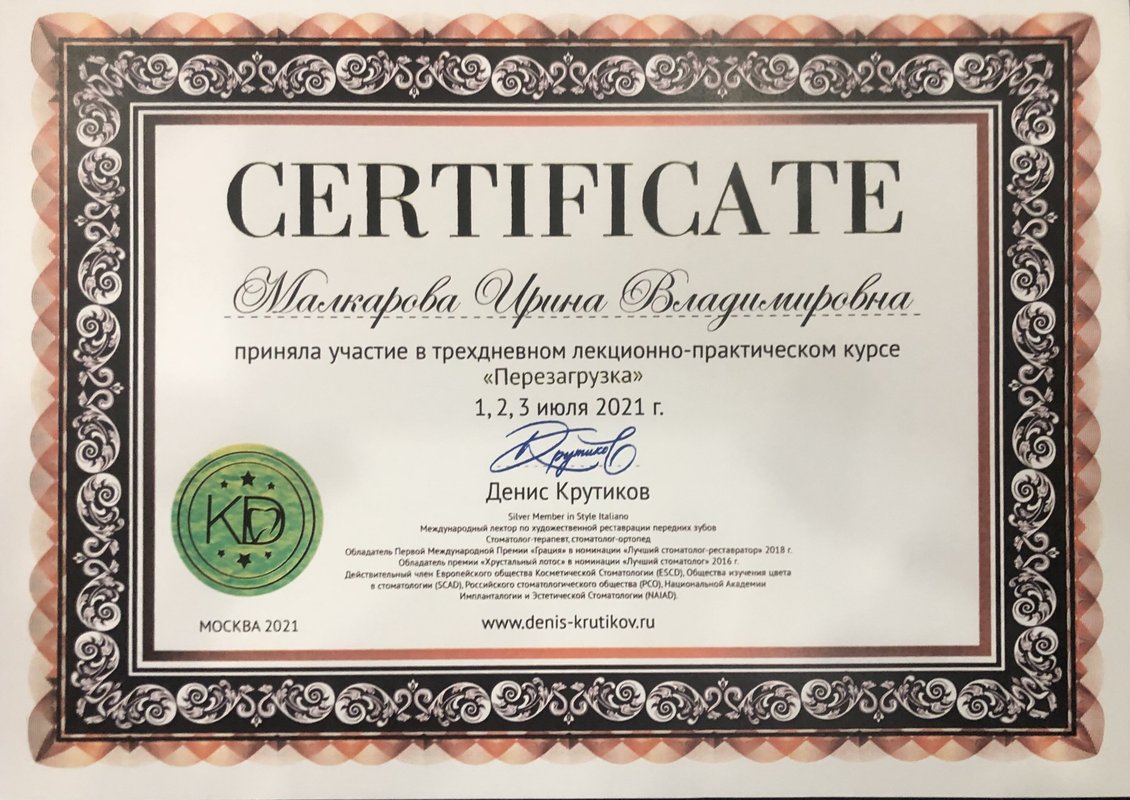 CERTIFICATE
Малкарова Ирина Владимировна
приняла участие в трехдневном лекционно-практическом курсе
«Перезагрузка»
1, 2, 3 июля 2021 г.
Крутиков
Денис Крутиков
Silver Member in Style Italiano
Международный лектор по художественной реставрации передних зубов
Стоматолог-терапевт, стоматолог-ортопед
Обладатель Первой Международной Премии «Грация» в номинации «Лучший стоматолог-реставратор» 2018 г.
Обладатель премии «Хрустальный лотос» в номинации «Лучший стоматолог» 2016 г.
Действительный член Европейского общества Косметической Стоматологии (ESCD), Общества изучения цвета
в стоматологии (SCAD), Российского стоматологического общества (РСО), Национальной Академии
Импланталогии и Эстетической Стоматологии (NAIAD).
KD
МОСКВА 2021
www.denis-krutikov.ru